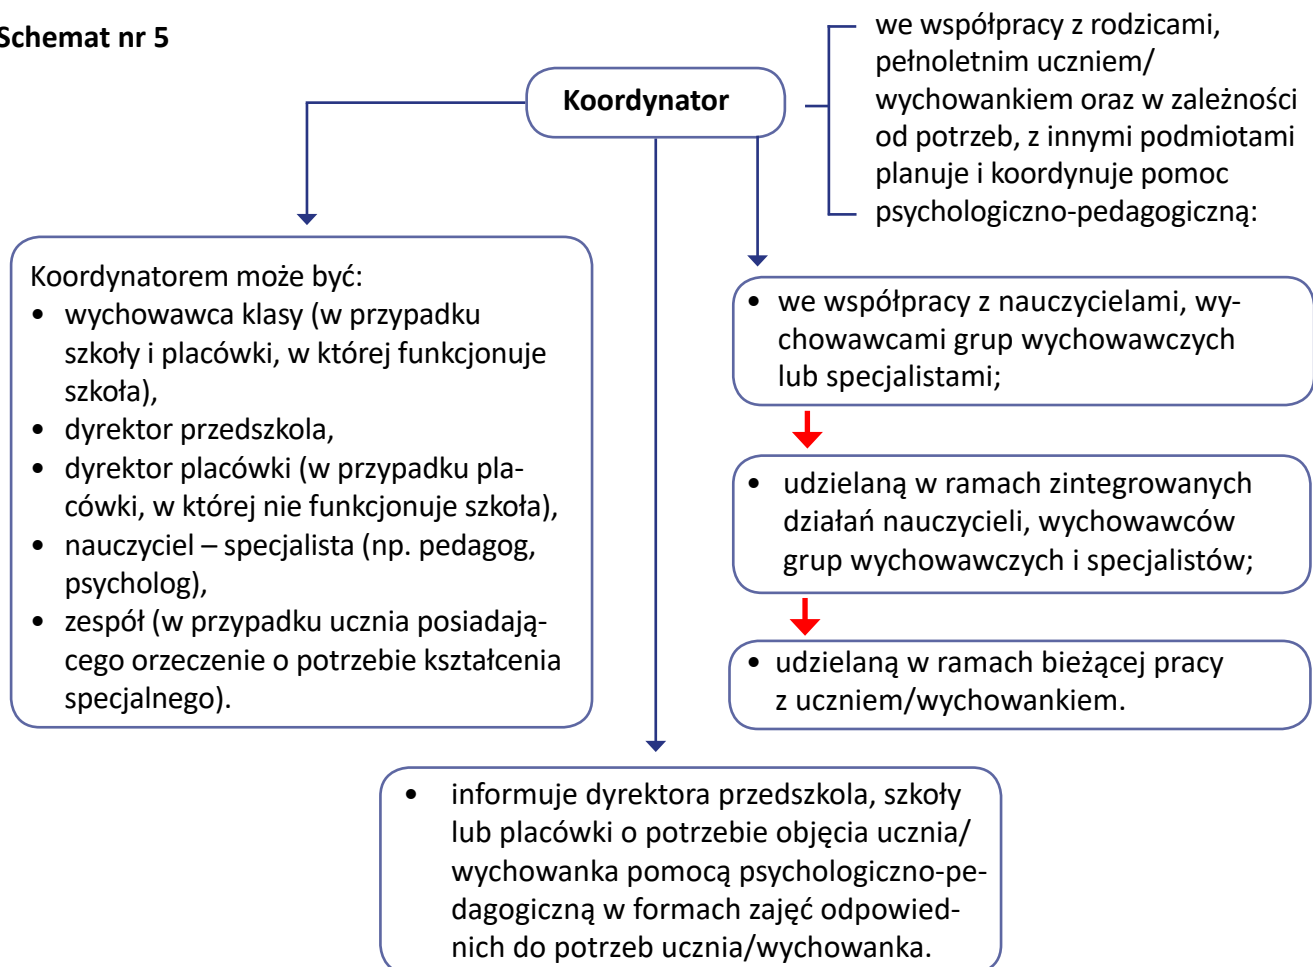 Schemat nr 5
Koordynator
we współpracy z rodzicami,
pełnoletnim uczniem/
wychowankiem oraz w zależności
od potrzeb, z innymi podmiotami
planuje i koordynuje pomoc
psychologiczno-pedagogiczną:
Koordynatorem może być:
• wychowawca klasy (w przypadku
szkoły i placówki, w której funkcjonuje
szkoła),
• dyrektor przedszkola,
• dyrektor placówki (w przypadku pla-
cówki, w której nie funkcjonuje szkoła),
• nauczyciel – specjalista (np. pedagog,
psycholog),
• zespół (w przypadku ucznia posiadają-
cego orzeczenie o potrzebie kształcenia
specjalnego).
• we współpracy z nauczycielami, wy-
chowawcami grup wychowawczych
lub specjalistami;
• udzielaną w ramach zintegrowanych
działań nauczycieli, wychowawców
grup wychowawczych i specjalistów;
• udzielaną w ramach bieżącej pracy
z uczniem/wychowankiem.
• informuje dyrektora przedszkola, szkoły
lub placówki o potrzebie objęcia ucznia/
wychowanka pomocą psychologiczno-pe-
dagogiczną w formach zajęć odpowied-
nich do potrzeb ucznia/wychowanka.